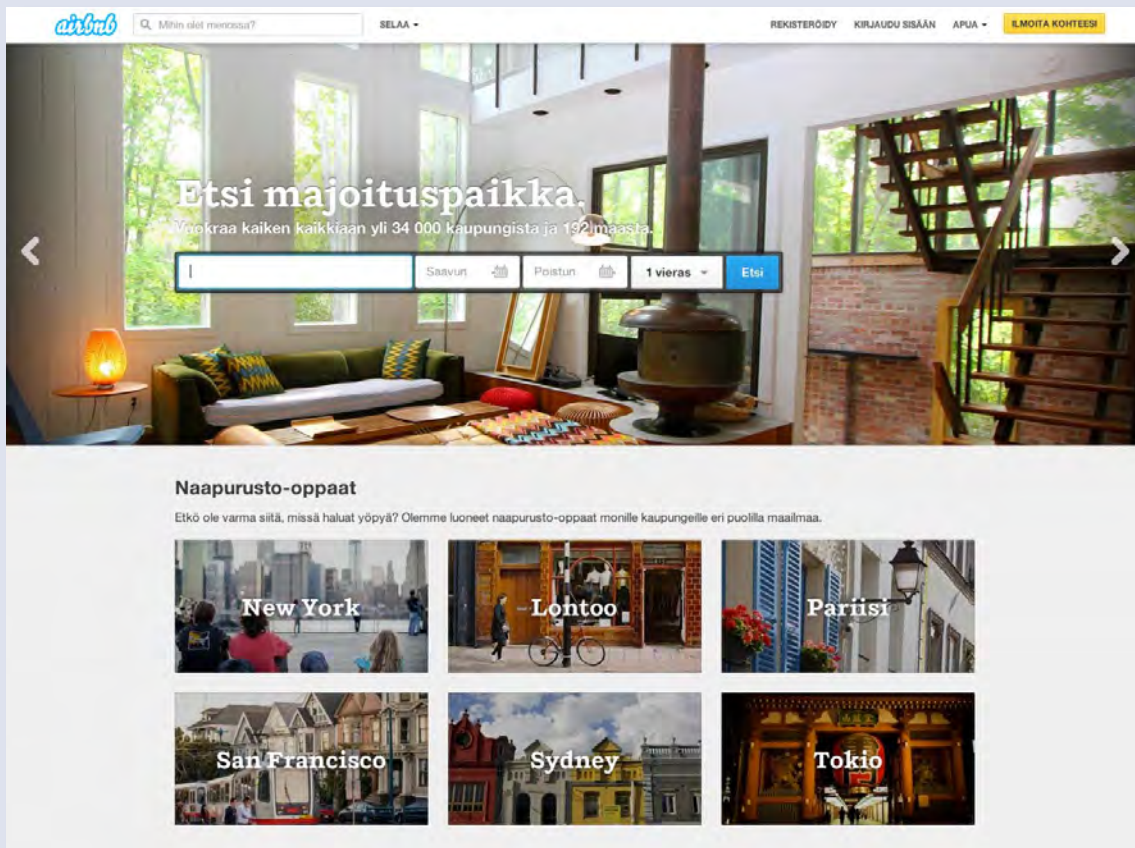 airbnb
Mihin olet menossa?
SELAA
REKISTERÖIDY
KIRJAUDU SISÄÄN
APUA
ILMOITA KOHTEESI
Etsi majoituspaikka.
Vuokraa kaiken kaikkiaan yli 34 000 kaupungista ja 192 maasta.
Saavun
Poistun
1 vieras
Etsi
Naapurusto-oppaat
Etkö ole varma siitä, missä haluat yöpyä? Olemme luoneet naapurusto-oppaat monille kaupungeille eri puolilla maailmaa.
New York
Lontoo
Pariisi
San Francisco
Sydney
Tokio